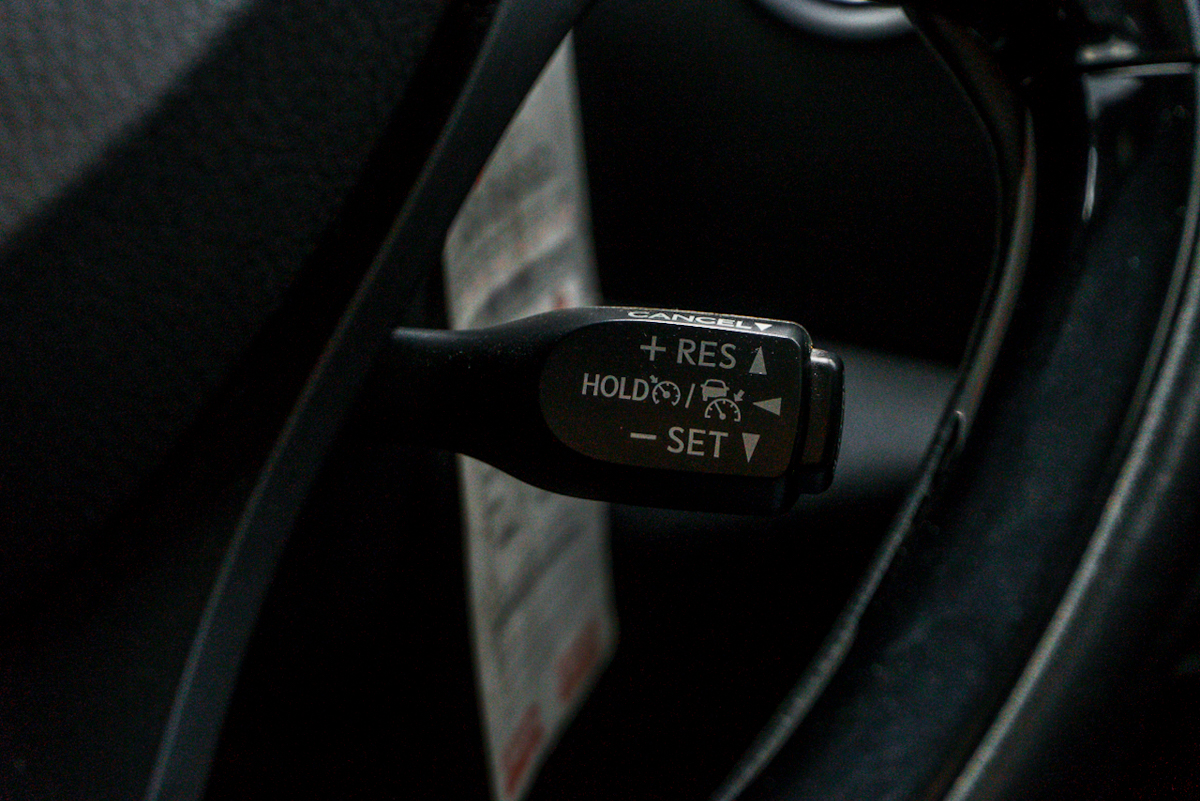 CANCEL▼
+ RES ▲
HOLD / ◀
− SET ▼